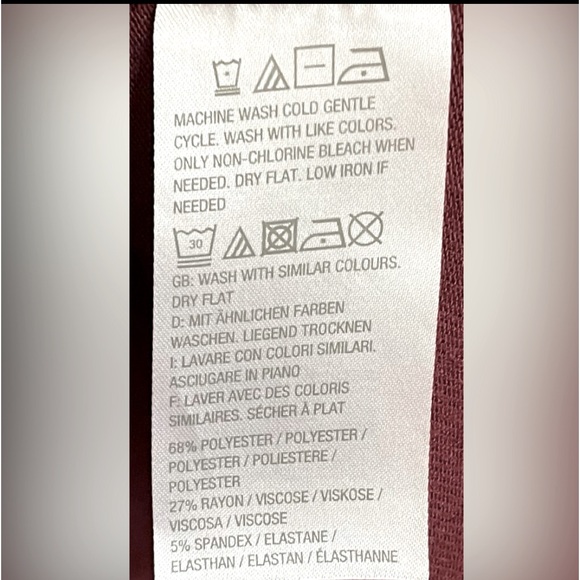 MACHINE WASH COLD GENTLE
CYCLE. WASH WITH LIKE COLORS.
ONLY NON-CHLORINE BLEACH WHEN
NEEDED. DRY FLAT. LOW IRON IF
NEEDED
30
GB: WASH WITH SIMILAR COLOURS.
DRY FLAT
D: MIT ÄHNLICHEN FARBEN
WASCHEN. LIEGEND TROCKNEN
I: LAVARE CON COLORI SIMILARI.
ASCIUGARE IN PIANO
F: LAVER AVEC DES COLORIS
SIMILAIRES. SÉCHER À PLAT
68% POLYESTER / POLYESTER /
POLYESTER / POLIESTERE /
POLYESTER
27% RAYON / VISCOSE / VISKOSE /
VISCOSA / VISCOSE
5% SPANDEX / ELASTANE /
ELASTHAN / ELASTAN / ÉLASTHANNE